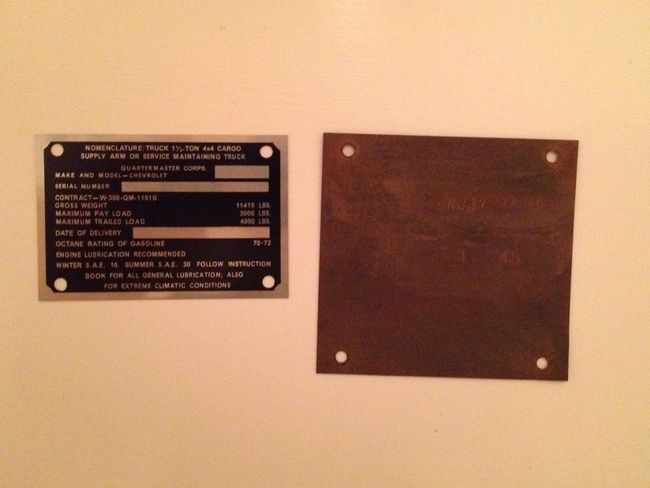 NOMENCLATURE: TRUCK 1½-TON 4x4 CARGO
SUPPLY ARM OR SERVICE MAINTAINING TRUCK
QUARTERMASTER CORPS.
MAKE AND MODEL-CHEVROLET
SERIAL NUMBER
CONTRACT-W-398-QM-11510
GROSS WEIGHT 11415 LBS.
MAXIMUM PAY LOAD 3000 LBS.
MAXIMUM TRAILED LOAD 4000 LBS.
DATE OF DELIVERY
OCTANE RATING OF GASOLINE 70-72
ENGINE LUBRICATION RECOMMENDED
WINTER S.A.E. 10. SUMMER S.A.E. 30 FOLLOW INSTRUCTION
BOOK FOR ALL GENERAL LUBRICATION; ALSO
FOR EXTREME CLIMATIC CONDITIONS